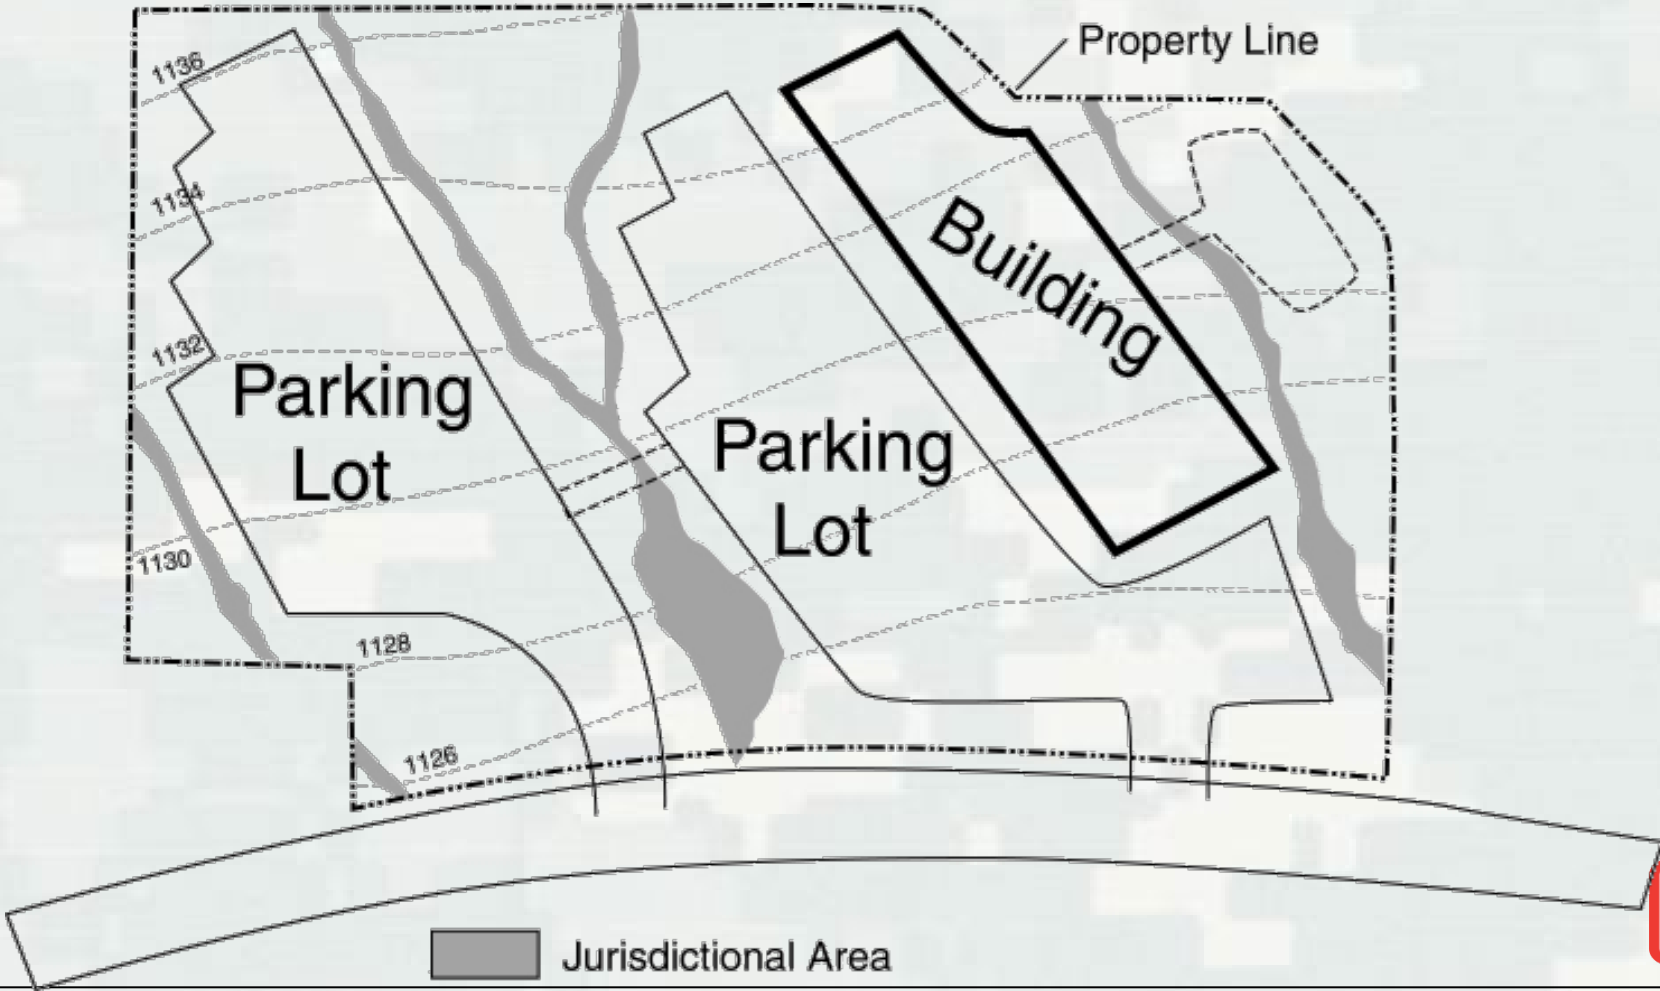 Property Line
1136
1134
1132
1130
1128
1126
Parking
Lot
Parking
Lot
Building
Jurisdictional Area